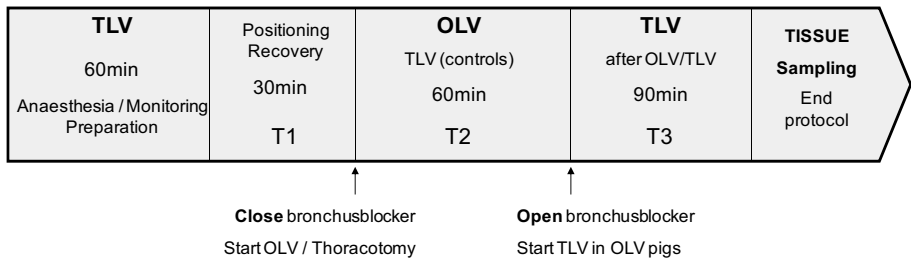 TLV
60min
Anaesthesia / Monitoring
Preparation
Positioning
Recovery
30min
T1
OLV
TLV (controls)
60min
T2
TLV
after OLV/TLV
90min
T3
TISSUE
Sampling
End
protocol
Close bronchusblocker
Start OLV / Thoracotomy
Open bronchusblocker
Start TLV in OLV pigs